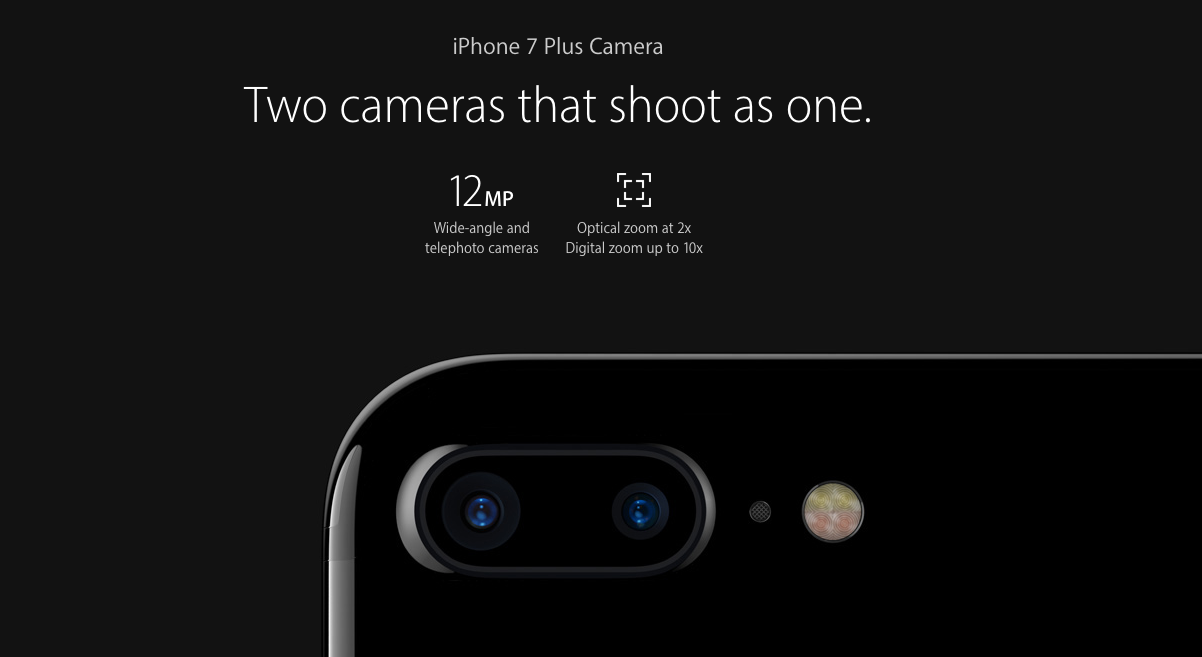 iPhone 7 Plus Camera
Two cameras that shoot as one.
12MP
Wide-angle and
telephoto cameras
Optical zoom at 2x
Digital zoom up to 10x